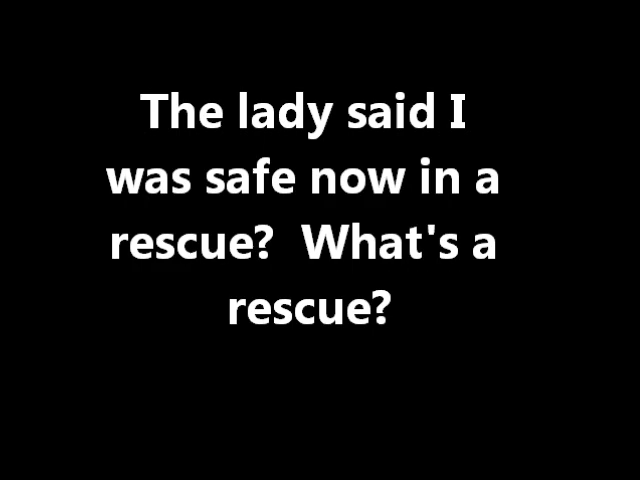 The lady said I
was safe now in a
rescue?  What's a
rescue?